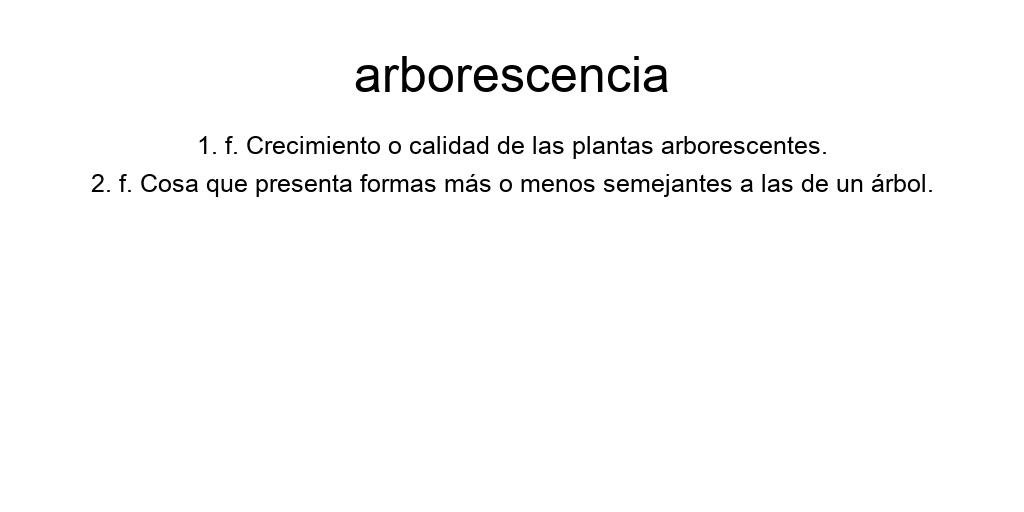 arborescencia
1. f. Crecimiento o calidad de las plantas arborescentes.
2. f. Cosa que presenta formas más o menos semejantes a las de un árbol.